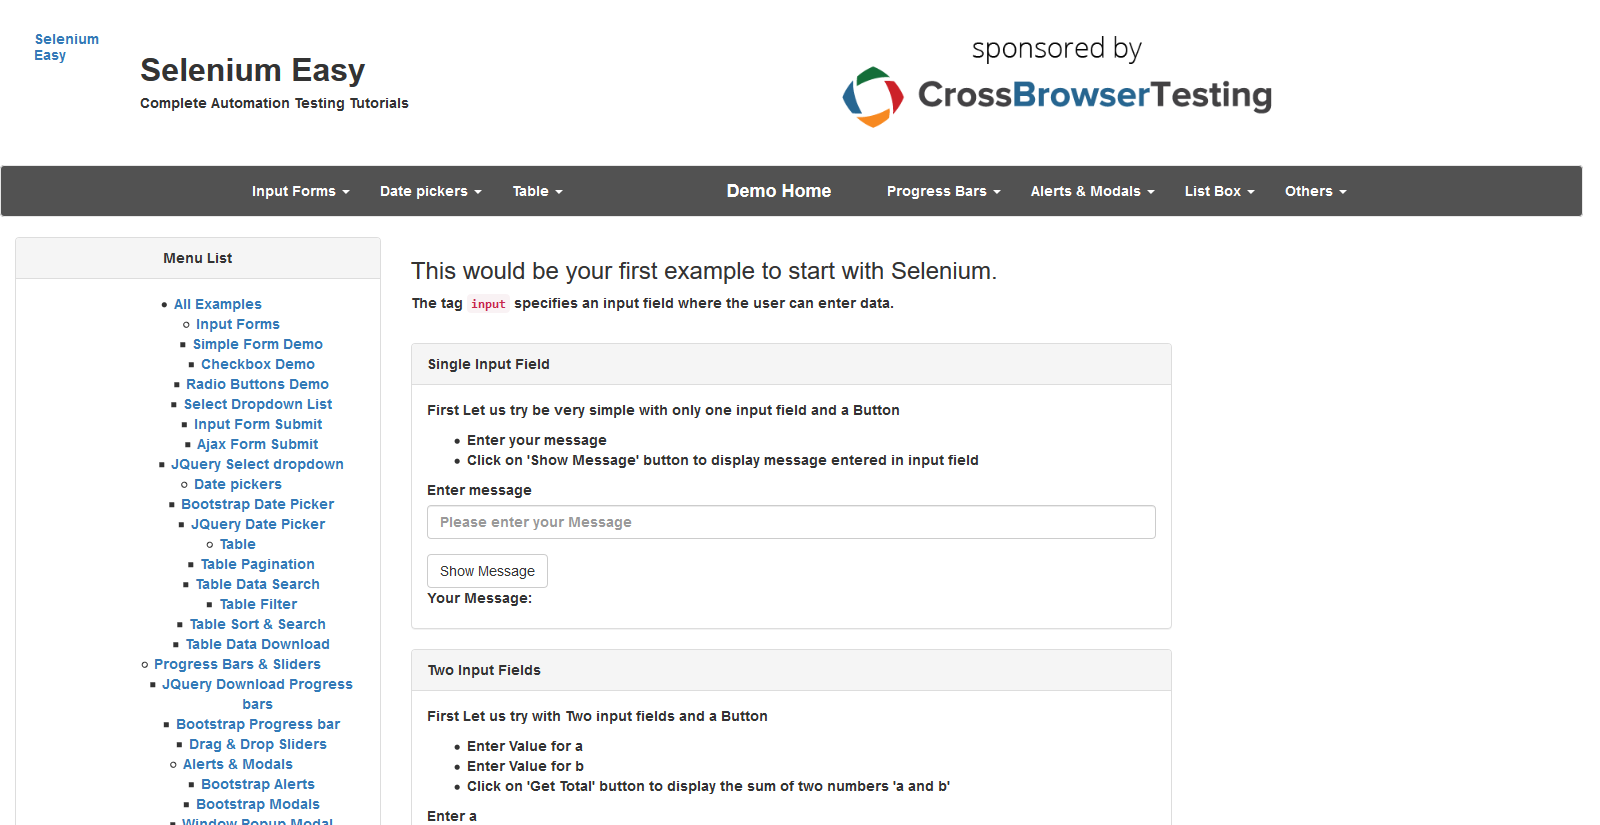 Selenium
Easy
Selenium Easy
Complete Automation Testing Tutorials
sponsored by
CrossBrowserTesting
Input Forms
Date pickers
Table
Demo Home
Progress Bars
Alerts & Modals
List Box
Others
Menu List
All Examples
Input Forms
Simple Form Demo
Checkbox Demo
Radio Buttons Demo
Select Dropdown List
Input Form Submit
Ajax Form Submit
JQuery Select dropdown
Date pickers
Bootstrap Date Picker
JQuery Date Picker
Table
Table Pagination
Table Data Search
Table Filter
Table Sort & Search
Table Data Download
Progress Bars & Sliders
JQuery Download Progress
bars
Bootstrap Progress bar
Drag & Drop Sliders
Alerts & Modals
Bootstrap Alerts
Bootstrap Modals
Window Popup Modal
This would be your first example to start with Selenium.
The tag input specifies an input field where the user can enter data.
Single Input Field
First Let us try be very simple with only one input field and a Button
Enter your message
Click on 'Show Message' button to display message entered in input field
Enter message
Please enter your Message
Show Message
Your Message:
Two Input Fields
First Let us try with Two input fields and a Button
Enter Value for a
Enter Value for b
Click on 'Get Total' button to display the sum of two numbers 'a and b'
Enter a